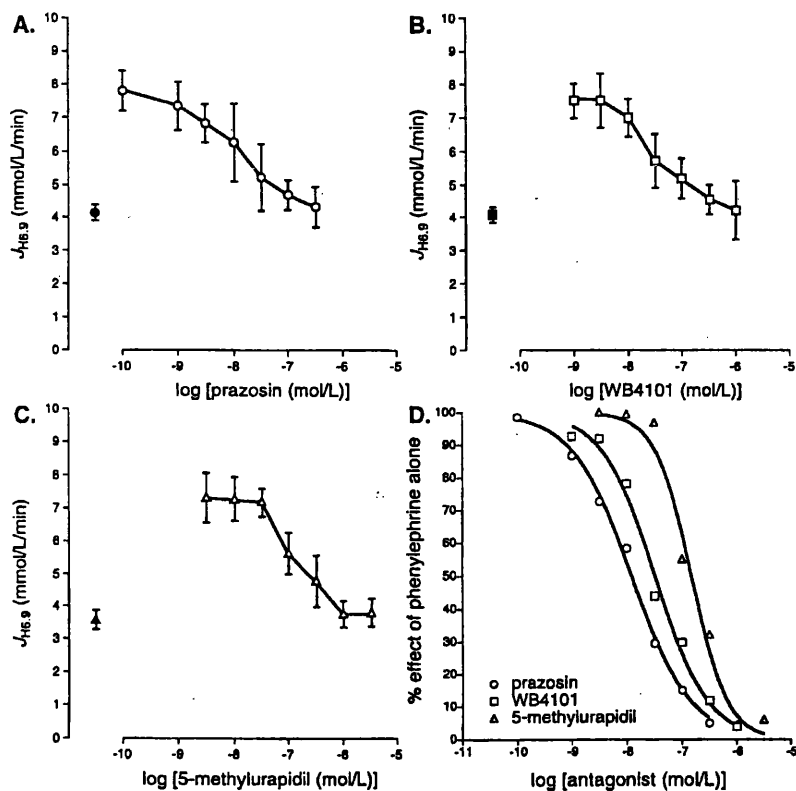 A.
10
9
8
7
6
5
4
3
2
1
0
J_H6.9 (mmol/L/min)
-10 -9 -8 -7 -6 -5
log [prazosin (mol/L)]
B.
10
9
8
7
6
5
4
3
2
1
0
J_H6.9 (mmol/L/min)
-10 -9 -8 -7 -6 -5
log [WB4101 (mol/L)]
C.
10
9
8
7
6
5
4
3
2
1
0
J_H6.9 (mmol/L/min)
-10 -9 -8 -7 -6 -5
log [5-methylurapidil (mol/L)]
D.
100
90
80
70
60
50
40
30
20
10
0
% effect of phenylephrine alone
prazosin
WB4101
5-methylurapidil
-11 -10 -9 -8 -7 -6 -5
log [antagonist (mol/L)]